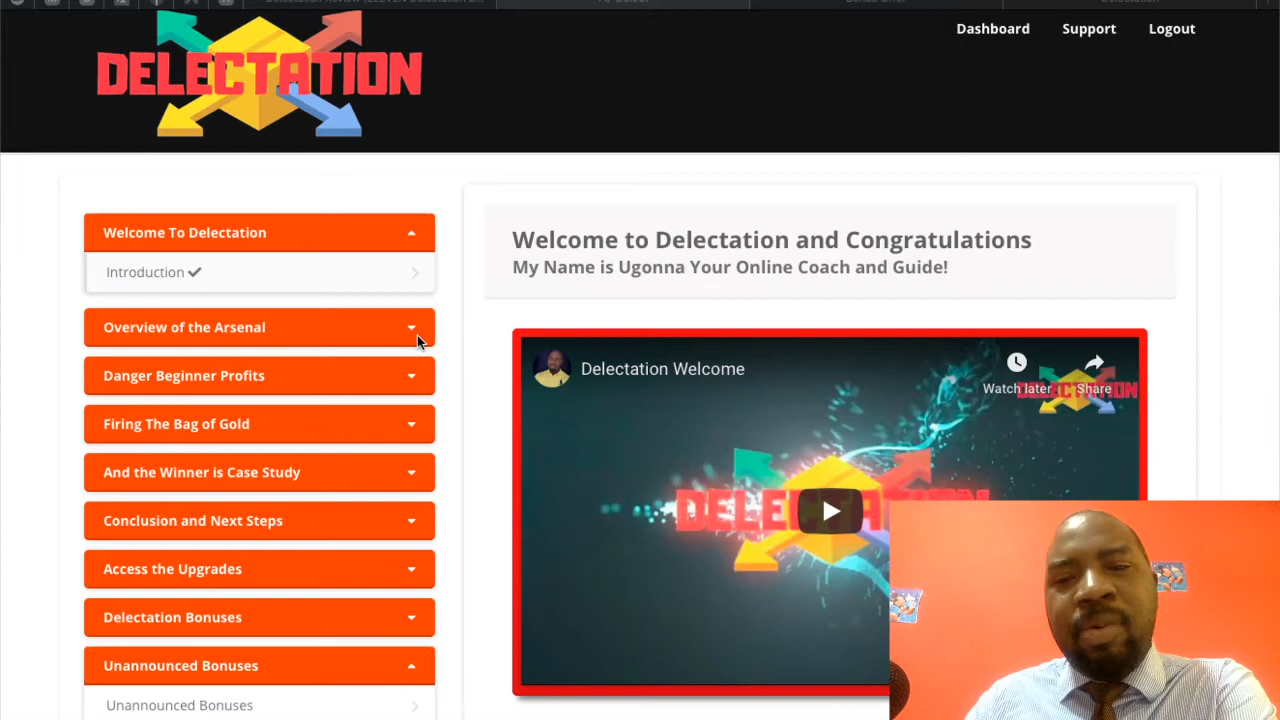 DELECTATION
Dashboard
Support
Logout
Welcome To Delectation
Introduction
Overview of the Arsenal
Danger Beginner Profits
Firing The Bag of Gold
And the Winner is Case Study
Conclusion and Next Steps
Access the Upgrades
Delectation Bonuses
Unannounced Bonuses
Unannounced Bonuses
Welcome to Delectation and Congratulations
My Name is Ugonna Your Online Coach and Guide!
Delectation Welcome
Watch later
Share
DELECTATION